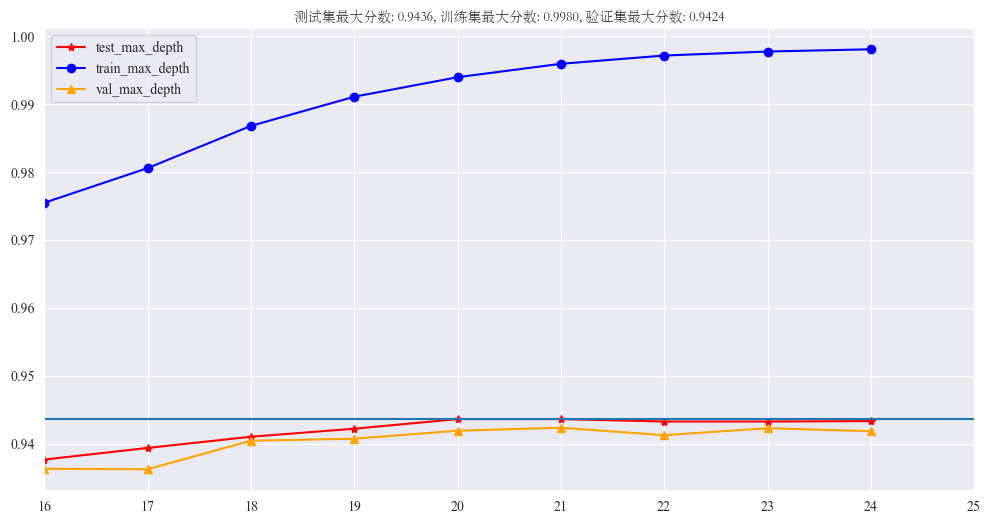 测试集最大分数: 0.9436, 训练集最大分数: 0.9980, 验证集最大分数: 0.9424
1.00
test_max_depth
train_max_depth
val_max_depth
0.99
0.98
0.97
0.96
0.95
0.94
16 17 18 19 20 21 22 23 24 25